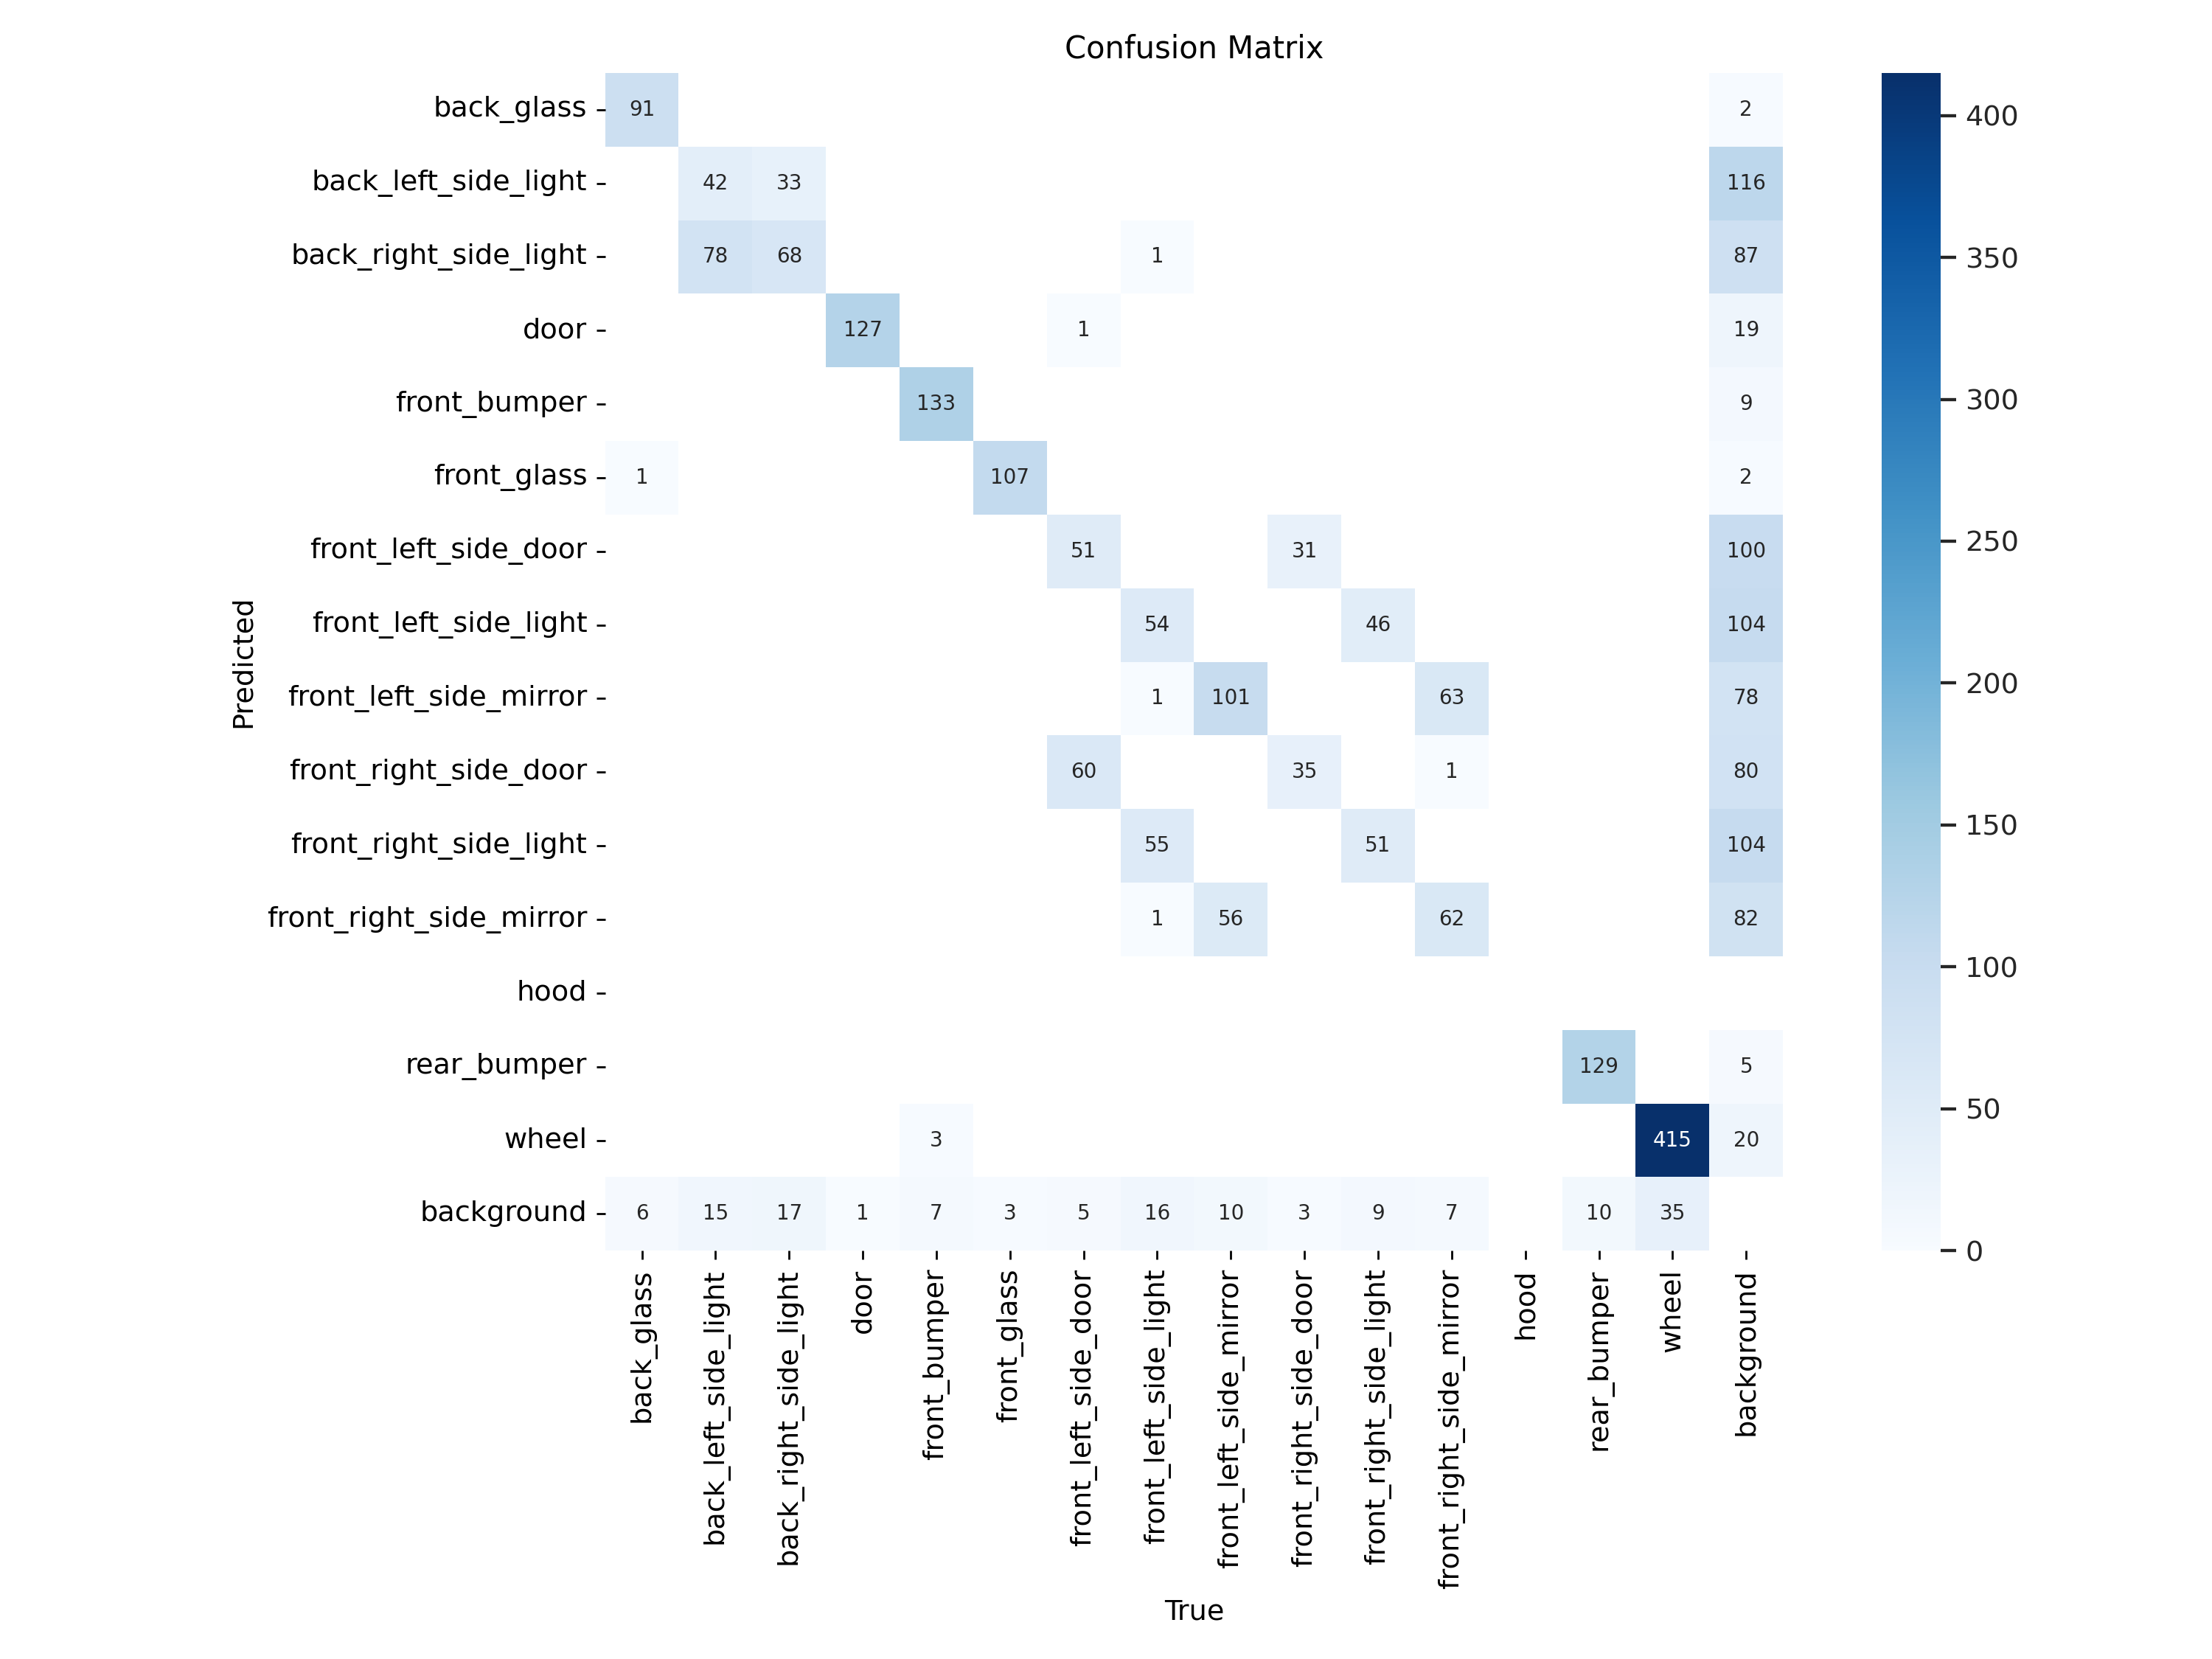 Confusion Matrix
back_glass 91 2
back_left_side_light 42 33 116
back_right_side_light 78 68 1 87
door 127 1 19
front_bumper 133 9
front_glass 1 107 2
front_left_side_door 51 31 100
front_left_side_light 54 46 104
front_left_side_mirror 1 101 63 78
front_right_side_door 60 35 1 80
front_right_side_light 55 51 104
front_right_side_mirror 1 56 62 82
hood
rear_bumper 129 5
wheel 3 415 20
background 6 15 17 1 7 3 5 16 10 3 9 7 10 35
Predicted
back_glass
back_left_side_light
back_right_side_light
door
front_bumper
front_glass
front_left_side_door
front_left_side_light
front_left_side_mirror
front_right_side_door
front_right_side_light
front_right_side_mirror
hood
rear_bumper
wheel
background
True
400
350
300
250
200
150
100
50
0